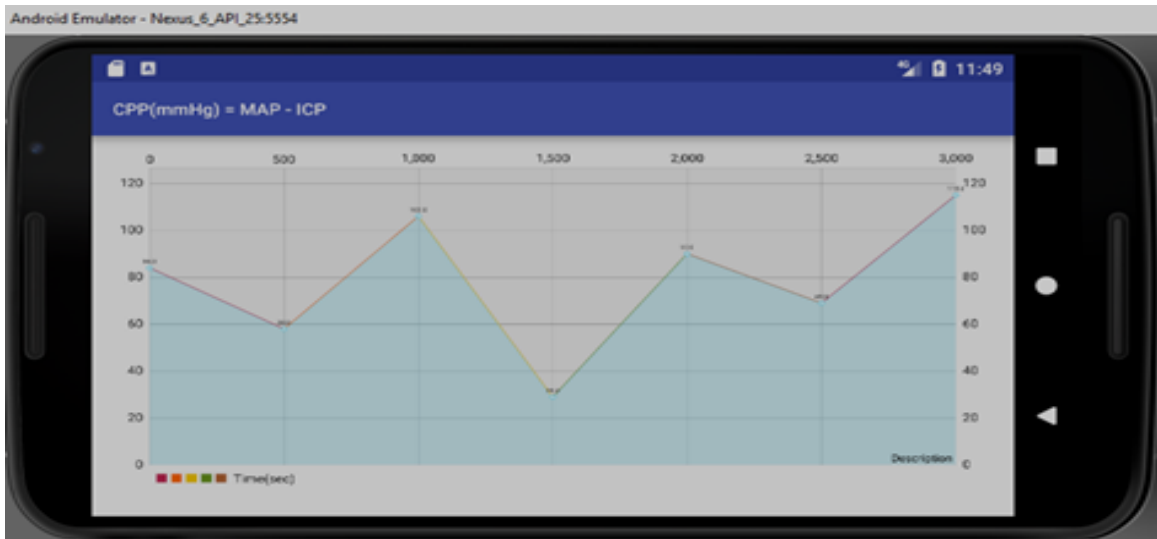 Android Emulator - Nexus_6_API_25:5554
4G 11:49
CPP(mmHg) = MAP - ICP
0 500 1,000 1,500 2,000 2,500 3,000
120 120
100 100
80 80
60 60
40 40
20 20
0 Description 0
Time(sec)